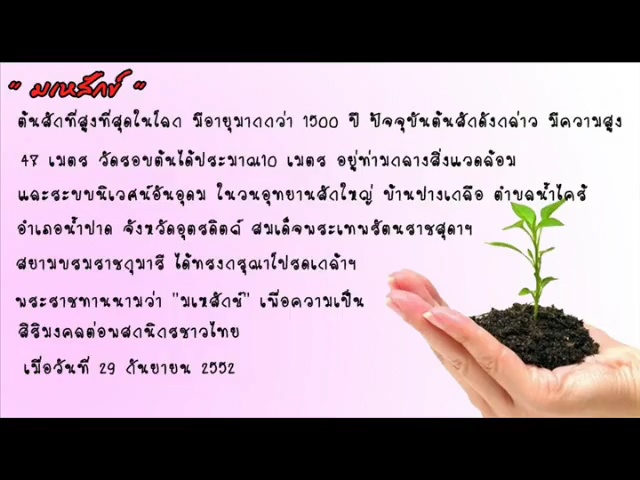 " มเหสักข์ "
ต้นสักที่สูงที่สุดในโลก มีอายุมากกว่า 1500 ปี ปัจจุบันต้นสักดังกล่าว มีความสูง
47 เมตร วัดรอบต้นได้ประมาณ10 เมตร อยู่ท่ามกลางสิ่งแวดล้อม
และระบบนิเวศน์อันอุดม ในวนอุทยานสักใหญ่ บ้านปางเกลือ ตำบลน้ำไคร้
อำเภอน้ำปาด จังหวัดอุตรดิตถ์ สมเด็จพระเทพรัตนราชสุดาฯ
สยามบรมราชกุมารี ได้ทรงกรุณาโปรดเกล้าฯ
พระราชทานนามว่า "มเหสักข์" เพื่อความเป็น
สิริมงคลต่อพสกนิกรชาวไทย
เมื่อวันที่ 29 กันยายน 2552